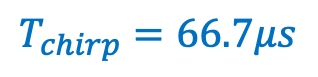 T_chirp = 66.7μs